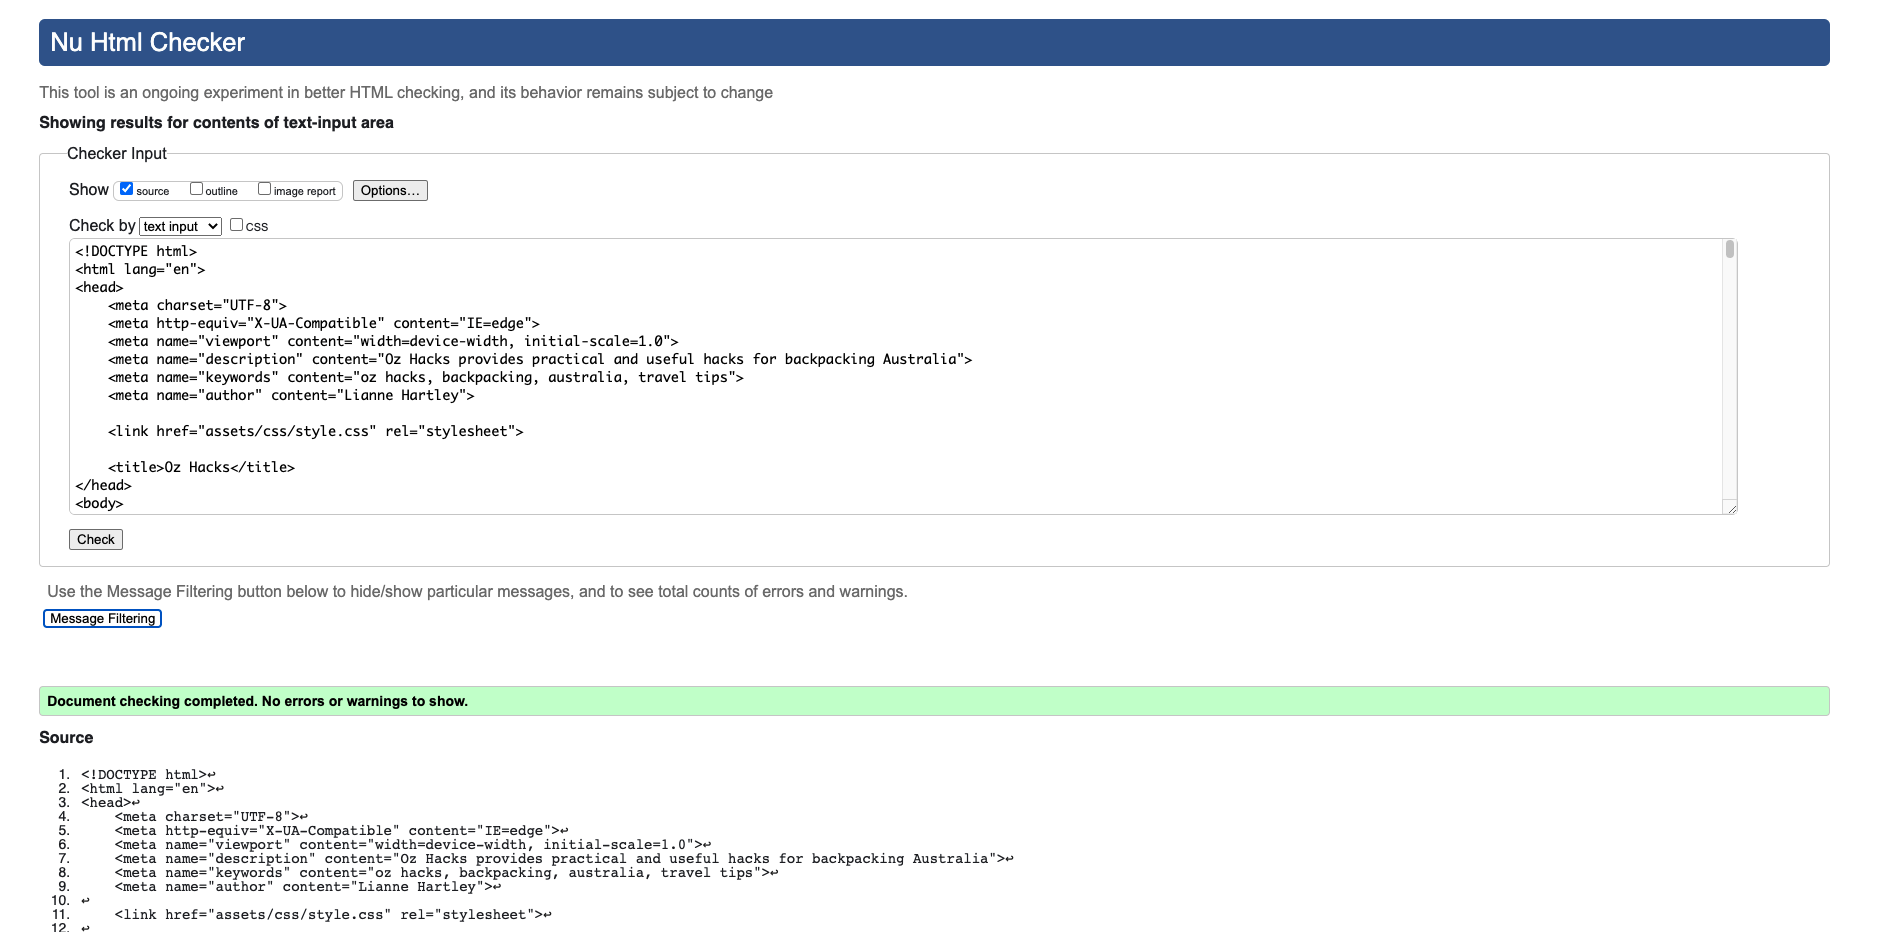 Nu Html Checker
This tool is an ongoing experiment in better HTML checking, and its behavior remains subject to change
Showing results for contents of text-input area
Checker Input
Show source outline image report Options...
Check by text input css
<!DOCTYPE html>
<html lang="en">
<head>
    <meta charset="UTF-8">
    <meta http-equiv="X-UA-Compatible" content="IE=edge">
    <meta name="viewport" content="width=device-width, initial-scale=1.0">
    <meta name="description" content="Oz Hacks provides practical and useful hacks for backpacking Australia">
    <meta name="keywords" content="oz hacks, backpacking, australia, travel tips">
    <meta name="author" content="Lianne Hartley">
    <link href="assets/css/style.css" rel="stylesheet">
    <title>Oz Hacks</title>
</head>
<body>
Check
Use the Message Filtering button below to hide/show particular messages, and to see total counts of errors and warnings.
Message Filtering
Document checking completed. No errors or warnings to show.
Source
1. <!DOCTYPE html>↩
2. <html lang="en">↩
3. <head>↩
4.     <meta charset="UTF-8">↩
5.     <meta http-equiv="X-UA-Compatible" content="IE=edge">↩
6.     <meta name="viewport" content="width=device-width, initial-scale=1.0">↩
7.     <meta name="description" content="Oz Hacks provides practical and useful hacks for backpacking Australia">↩
8.     <meta name="keywords" content="oz hacks, backpacking, australia, travel tips">↩
9.     <meta name="author" content="Lianne Hartley">↩
10. ↩
11.     <link href="assets/css/style.css" rel="stylesheet">↩
12. ↩